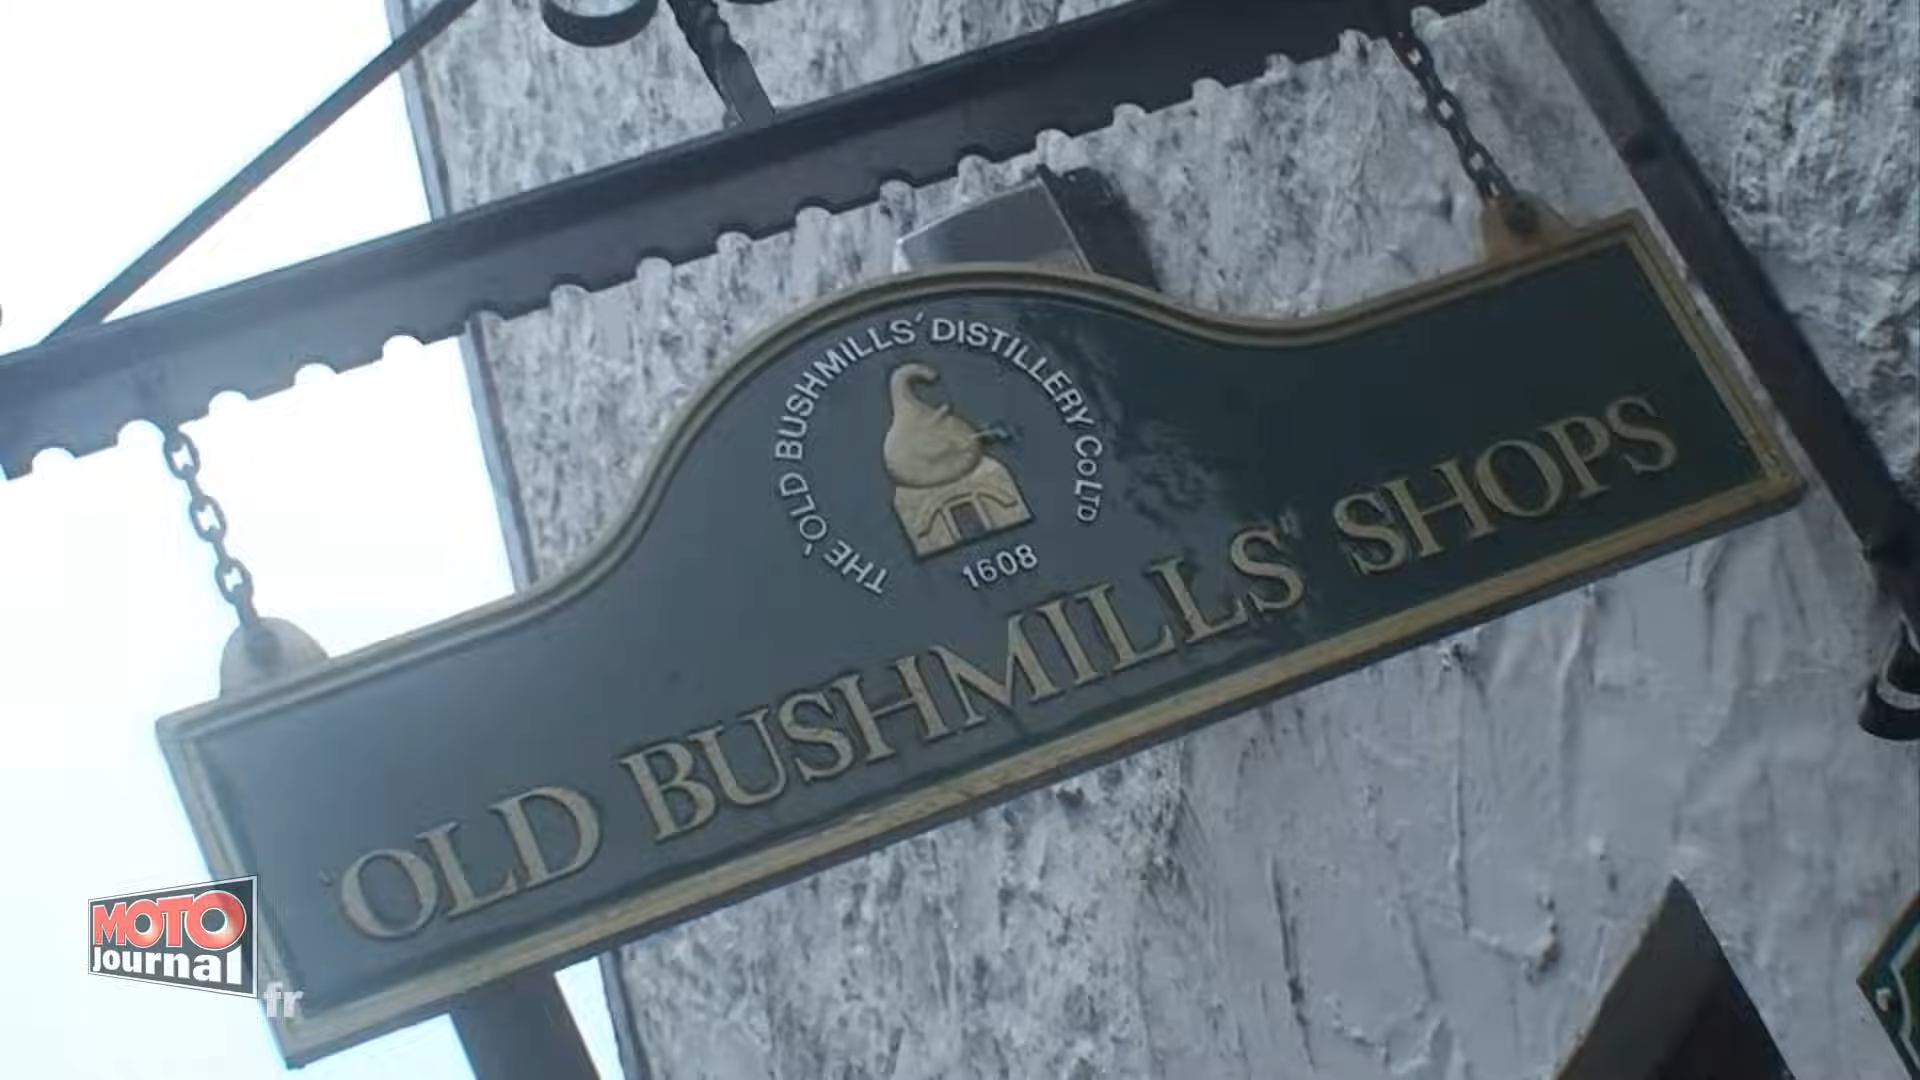 THE 'OLD BUSHMILLS' DISTILLERY CO LTD
1608
"OLD BUSHMILLS" SHOPS
MOTO
Journal
fr